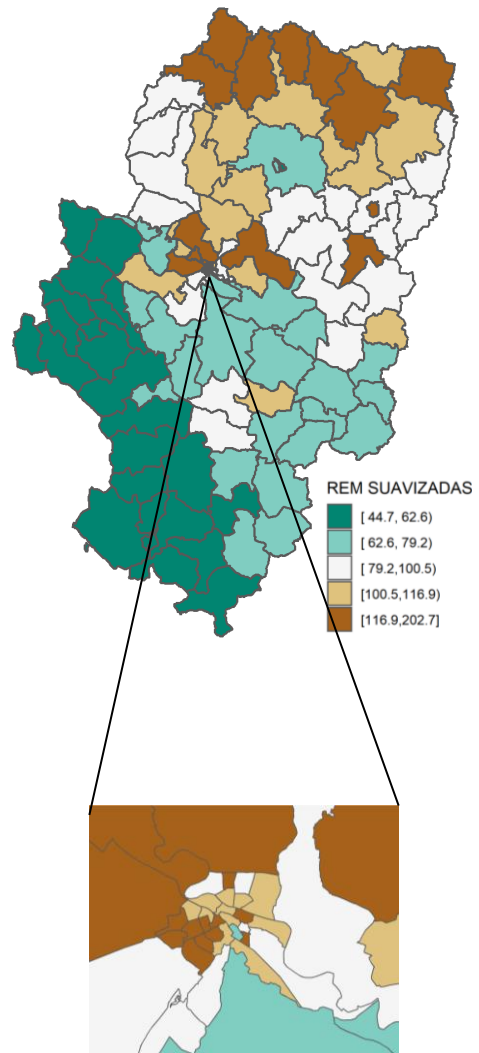 REM SUAVIZADAS
[ 44.7, 62.6)
[ 62.6, 79.2)
[ 79.2,100.5)
[100.5,116.9)
[116.9,202.7]